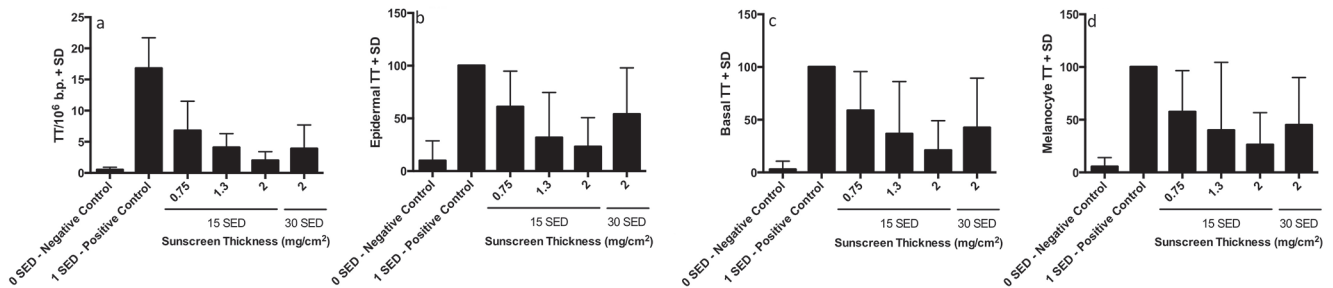 a
TT/10⁶ b.p. + SD
25
20
15
10
5
0
0 SED - Negative Control
1 SED - Positive Control
0.75
1.3
2
2
15 SED
30 SED
Sunscreen Thickness (mg/cm²)
b
Epidermal TT + SD
150
100
50
0
0 SED - Negative Control
1 SED - Positive Control
0.75
1.3
2
2
15 SED
30 SED
Sunscreen Thickness (mg/cm²)
c
Basal TT + SD
150
100
50
0
0 SED - Negative Control
1 SED - Positive Control
0.75
1.3
2
2
15 SED
30 SED
Sunscreen Thickness (mg/cm²)
d
Melanocyte TT + SD
150
100
50
0
0 SED - Negative Control
1 SED - Positive Control
0.75
1.3
2
2
15 SED
30 SED
Sunscreen Thickness (mg/cm²)